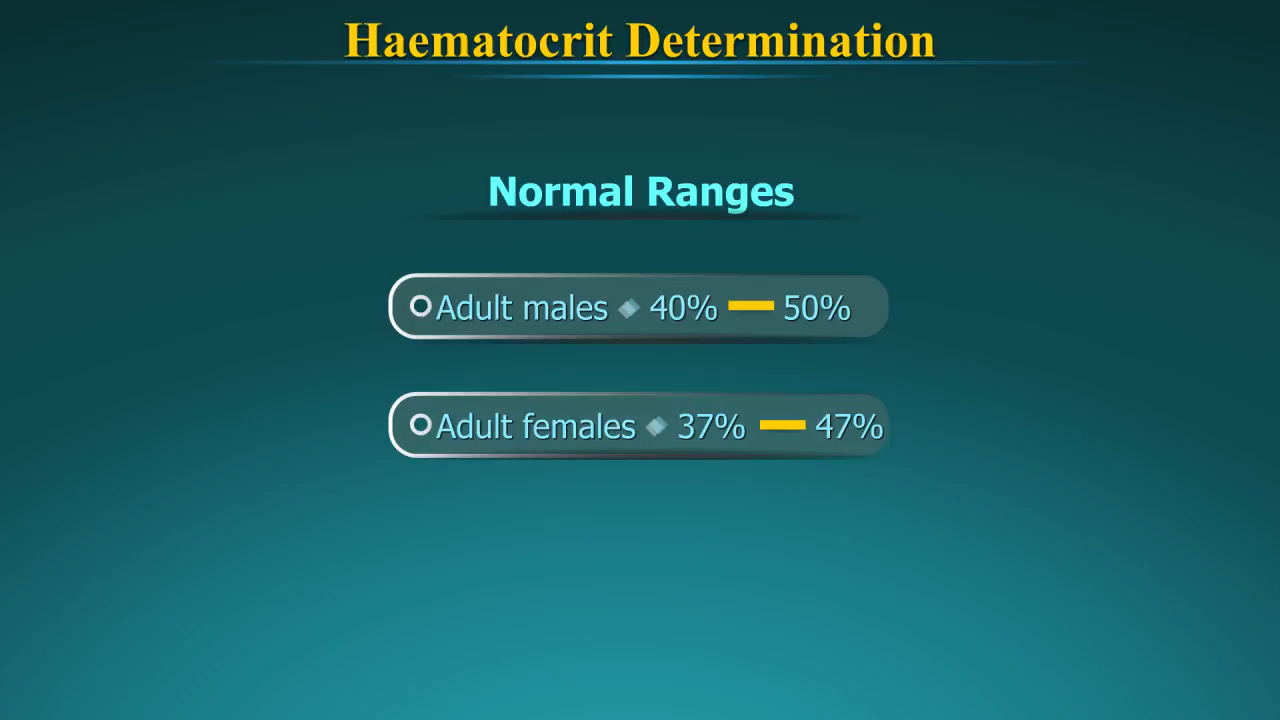 Haematocrit Determination
Normal Ranges
Adult males 40% — 50%
Adult females 37% — 47%